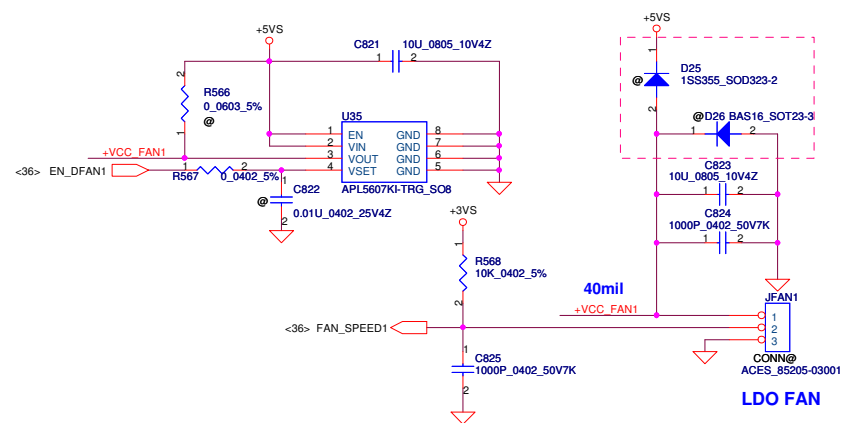 +5VS
C821
10U_0805_10V4Z
1
2
2
R566
0_0603_5%
@
1
U35
1
EN
GND
8
2
VIN
GND
7
3
VOUT
GND
6
4
VSET
GND
5
APL5607KI-TRG_SO8
+VCC_FAN1
<36> EN_DFAN1
1
R567
2
0_0402_5%
1
C822
@
0.01U_0402_25V4Z
2
+5VS
1
D25
1SS355_SOD323-2
@
2
@D26 BAS16_SOT23-3
1
2
C823
10U_0805_10V4Z
1
2
C824
1000P_0402_50V7K
1
2
+3VS
1
R568
10K_0402_5%
2
<36> FAN_SPEED1
1
C825
1000P_0402_50V7K
2
40mil
+VCC_FAN1
JFAN1
1
2
3
CONN@
ACES_85205-03001
LDO FAN